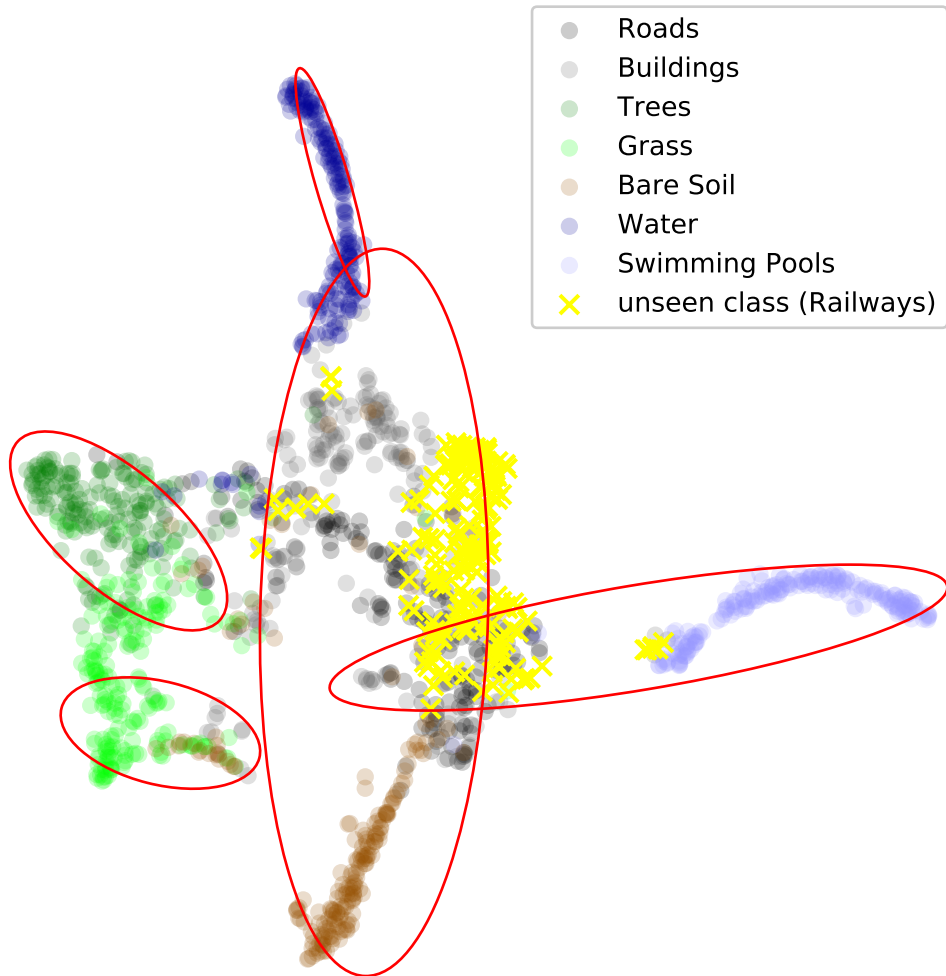 Roads
Buildings
Trees
Grass
Bare Soil
Water
Swimming Pools
unseen class (Railways)